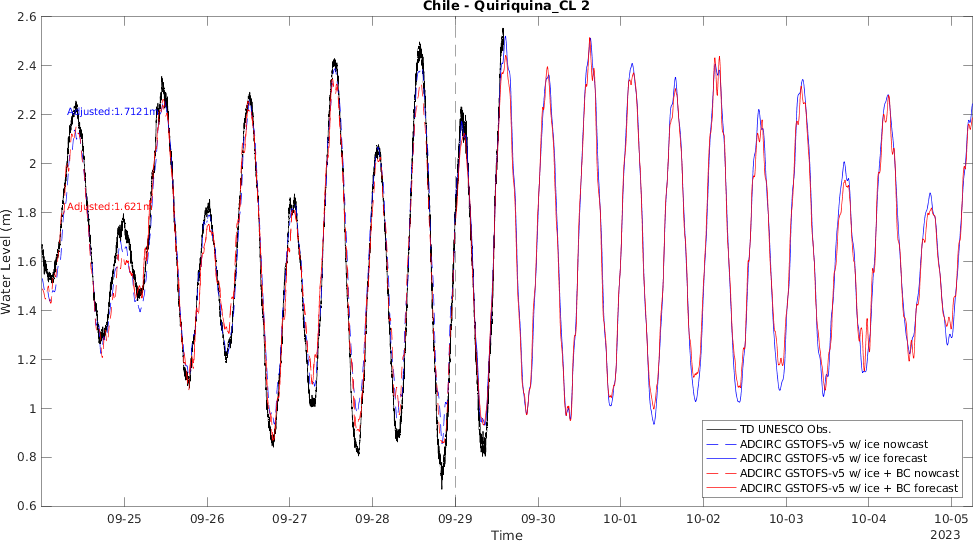 Chile - Quiriquina_CL 2
2.6
2.4
2.2
2
1.8
1.6
1.4
1.2
1
0.8
0.6
Water Level (m)
Adjusted:1.7121m
Adjusted:1.621m
TD UNESCO Obs.
ADCIRC GSTOFS-v5 w/ ice nowcast
ADCIRC GSTOFS-v5 w/ ice forecast
ADCIRC GSTOFS-v5 w/ ice + BC nowcast
ADCIRC GSTOFS-v5 w/ ice + BC forecast
09-25 09-26 09-27 09-28 09-29 09-30 10-01 10-02 10-03 10-04 10-05
2023
Time